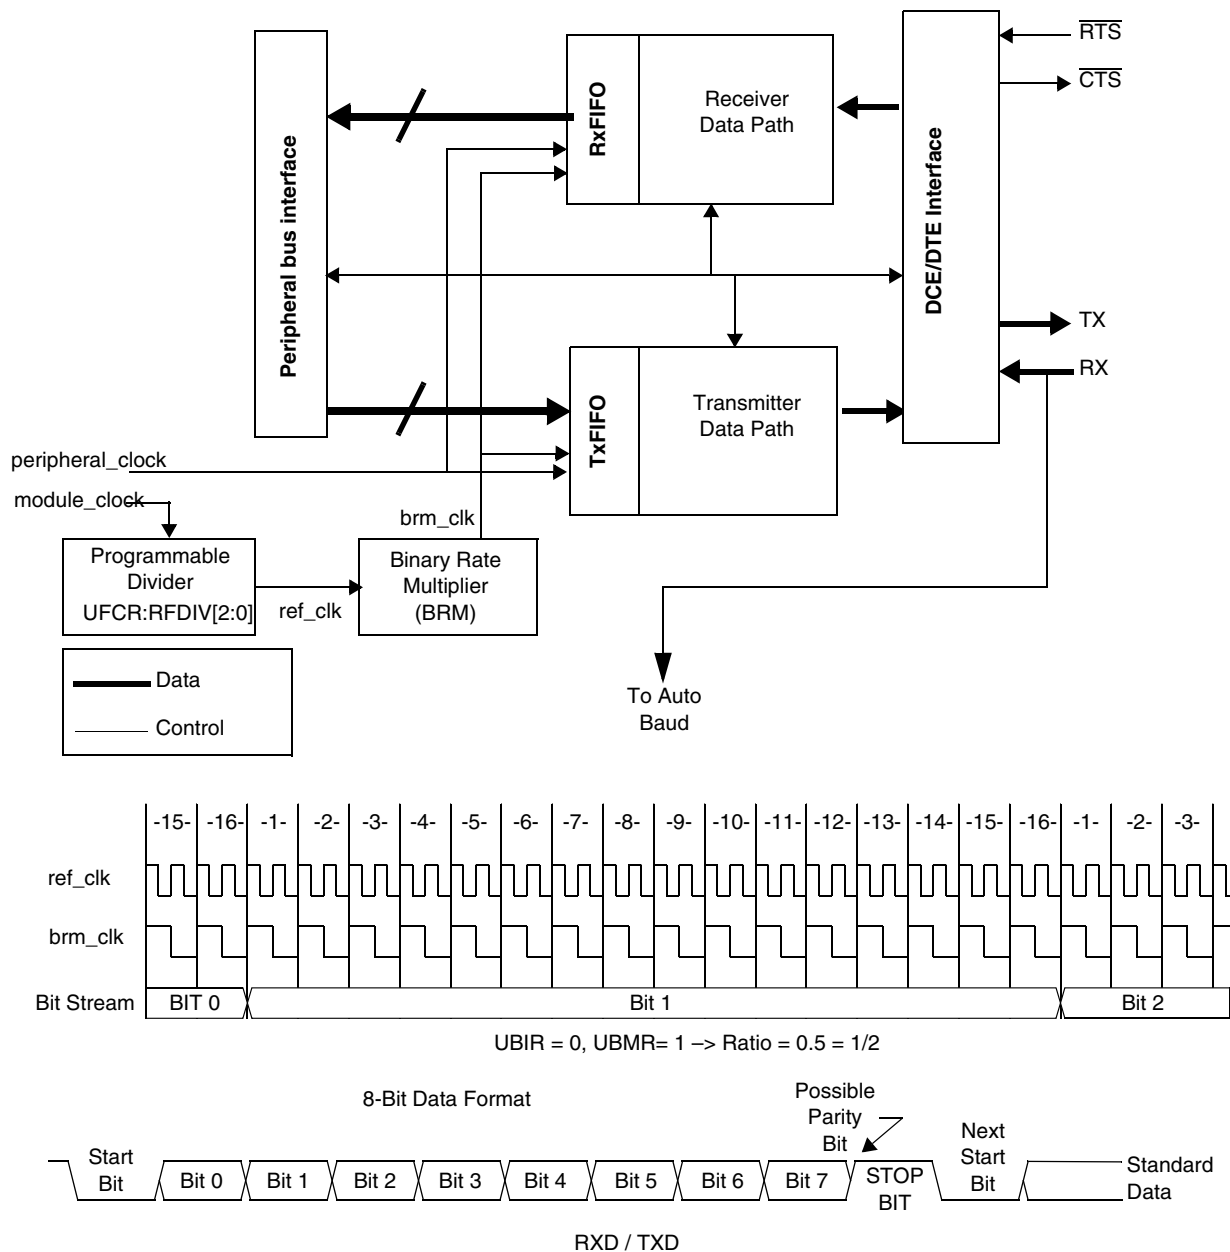 RTS
CTS
Receiver
Data Path
RxFIFO
Peripheral bus interface
DCE/DTE Interface
TX
RX
Transmitter
Data Path
TxFIFO
peripheral_clock
module_clock
brm_clk
Programmable
Divider
UFCR:RFDIV[2:0]
ref_clk
Binary Rate
Multiplier
(BRM)
Data
Control
To Auto
Baud
-15- -16- -1- -2- -3- -4- -5- -6- -7- -8- -9- -10- -11- -12- -13- -14- -15- -16- -1- -2- -3-
ref_clk
brm_clk
Bit Stream BIT 0 Bit 1 Bit 2
UBIR = 0, UBMR= 1 –> Ratio = 0.5 = 1/2
8-Bit Data Format
Possible
Parity
Bit
Next
Start
Bit
Start
Bit
Bit 0 Bit 1 Bit 2 Bit 3 Bit 4 Bit 5 Bit 6 Bit 7
STOP
BIT
Standard
Data
RXD / TXD